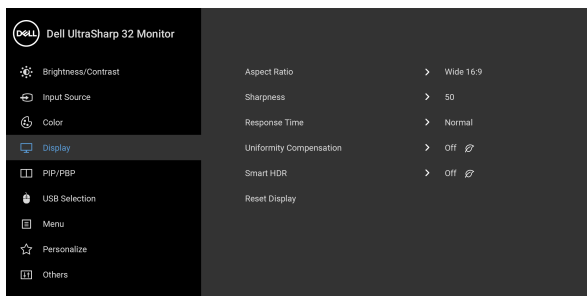 DELL Dell UltraSharp 32 Monitor
Brightness/Contrast
Input Source
Color
Display
PIP/PBP
USB Selection
Menu
Personalize
Others
Aspect Ratio > Wide 16:9
Sharpness > 50
Response Time > Normal
Uniformity Compensation > Off
Smart HDR > Off
Reset Display